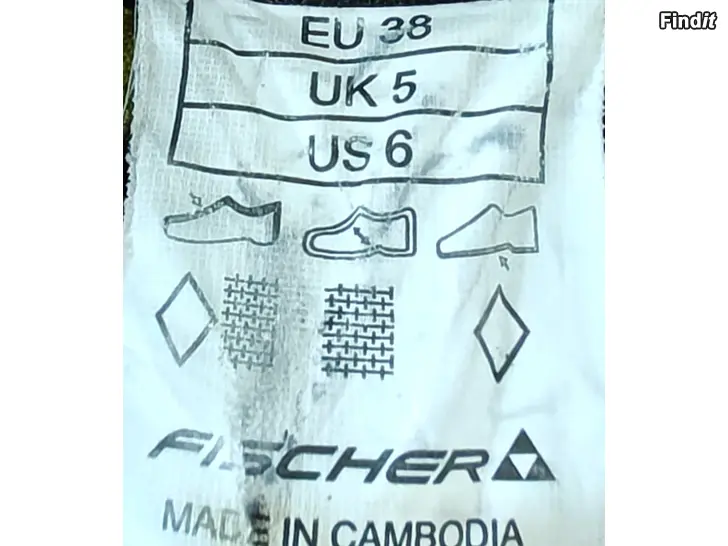 Findit
EU 38
UK 5
US 6
FISCHER
MADE IN CAMBODIA